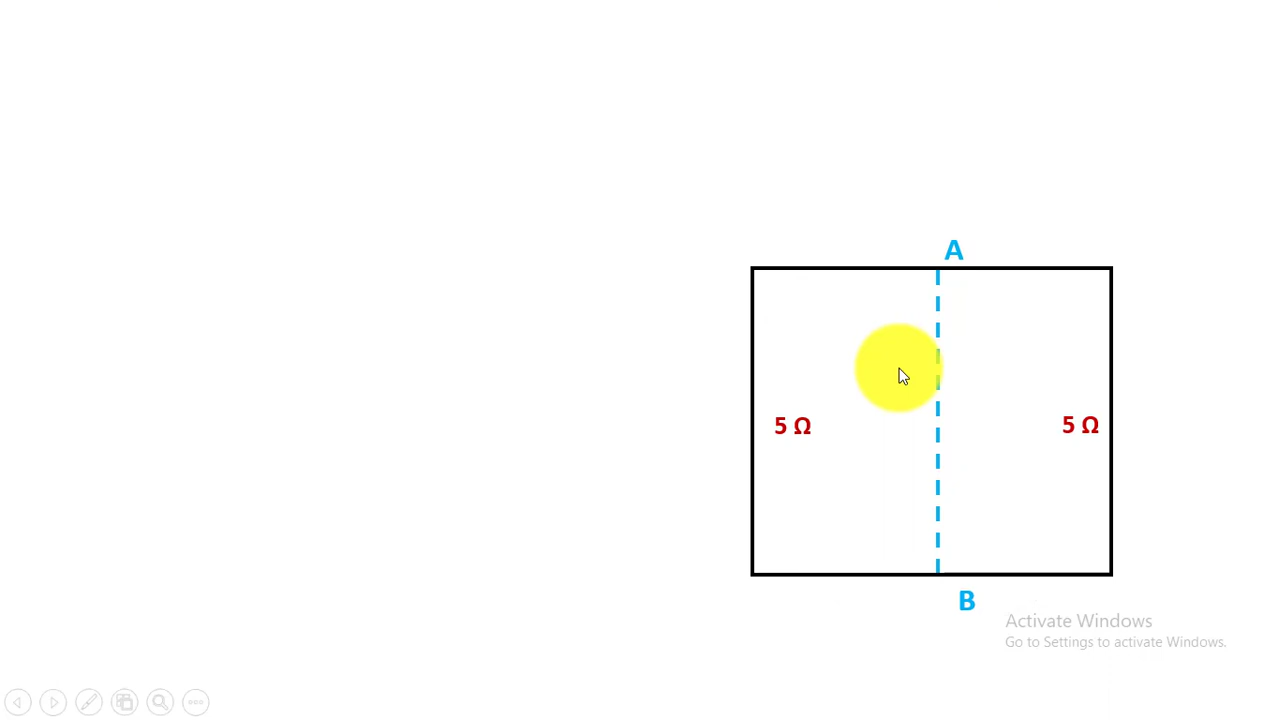 A
5 Ω
5 Ω
B
Activate Windows
Go to Settings to activate Windows.